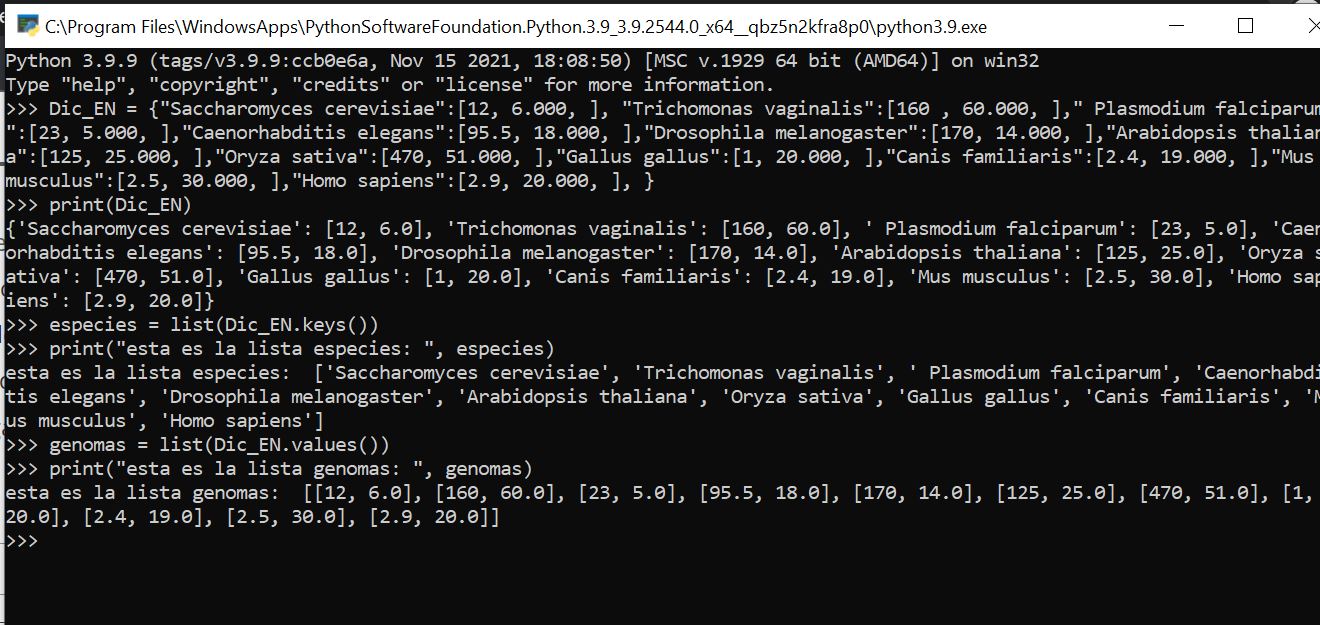 C:\Program Files\WindowsApps\PythonSoftwareFoundation.Python.3.9_3.9.2544.0_x64__qbz5n2kfra8p0\python3.9.exe
Python 3.9.9 (tags/v3.9.9:ccb0e6a, Nov 15 2021, 18:08:50) [MSC v.1929 64 bit (AMD64)] on win32
Type "help", "copyright", "credits" or "license" for more information.
>>> Dic_EN = {"Saccharomyces cerevisiae":[12, 6.000, ], "Trichomonas vaginalis":[160 , 60.000, ]," Plasmodium falciparum
":[23, 5.000, ],"Caenorhabditis elegans":[95.5, 18.000, ],"Drosophila melanogaster":[170, 14.000, ],"Arabidopsis thalian
a":[125, 25.000, ],"Oryza sativa":[470, 51.000, ],"Gallus gallus":[1, 20.000, ],"Canis familiaris":[2.4, 19.000, ],"Mus
musculus":[2.5, 30.000, ],"Homo sapiens":[2.9, 20.000, ], }
>>> print(Dic_EN)
{'Saccharomyces cerevisiae': [12, 6.0], 'Trichomonas vaginalis': [160, 60.0], ' Plasmodium falciparum': [23, 5.0], 'Caen
orhabditis elegans': [95.5, 18.0], 'Drosophila melanogaster': [170, 14.0], 'Arabidopsis thaliana': [125, 25.0], 'Oryza s
ativa': [470, 51.0], 'Gallus gallus': [1, 20.0], 'Canis familiaris': [2.4, 19.0], 'Mus musculus': [2.5, 30.0], 'Homo sap
iens': [2.9, 20.0]}
>>> especies = list(Dic_EN.keys())
>>> print("esta es la lista especies: ", especies)
esta es la lista especies:  ['Saccharomyces cerevisiae', 'Trichomonas vaginalis', ' Plasmodium falciparum', 'Caenorhabdi
tis elegans', 'Drosophila melanogaster', 'Arabidopsis thaliana', 'Oryza sativa', 'Gallus gallus', 'Canis familiaris', 'M
us musculus', 'Homo sapiens']
>>> genomas = list(Dic_EN.values())
>>> print("esta es la lista genomas: ", genomas)
esta es la lista genomas:  [[12, 6.0], [160, 60.0], [23, 5.0], [95.5, 18.0], [170, 14.0], [125, 25.0], [470, 51.0], [1,
20.0], [2.4, 19.0], [2.5, 30.0], [2.9, 20.0]]
>>>